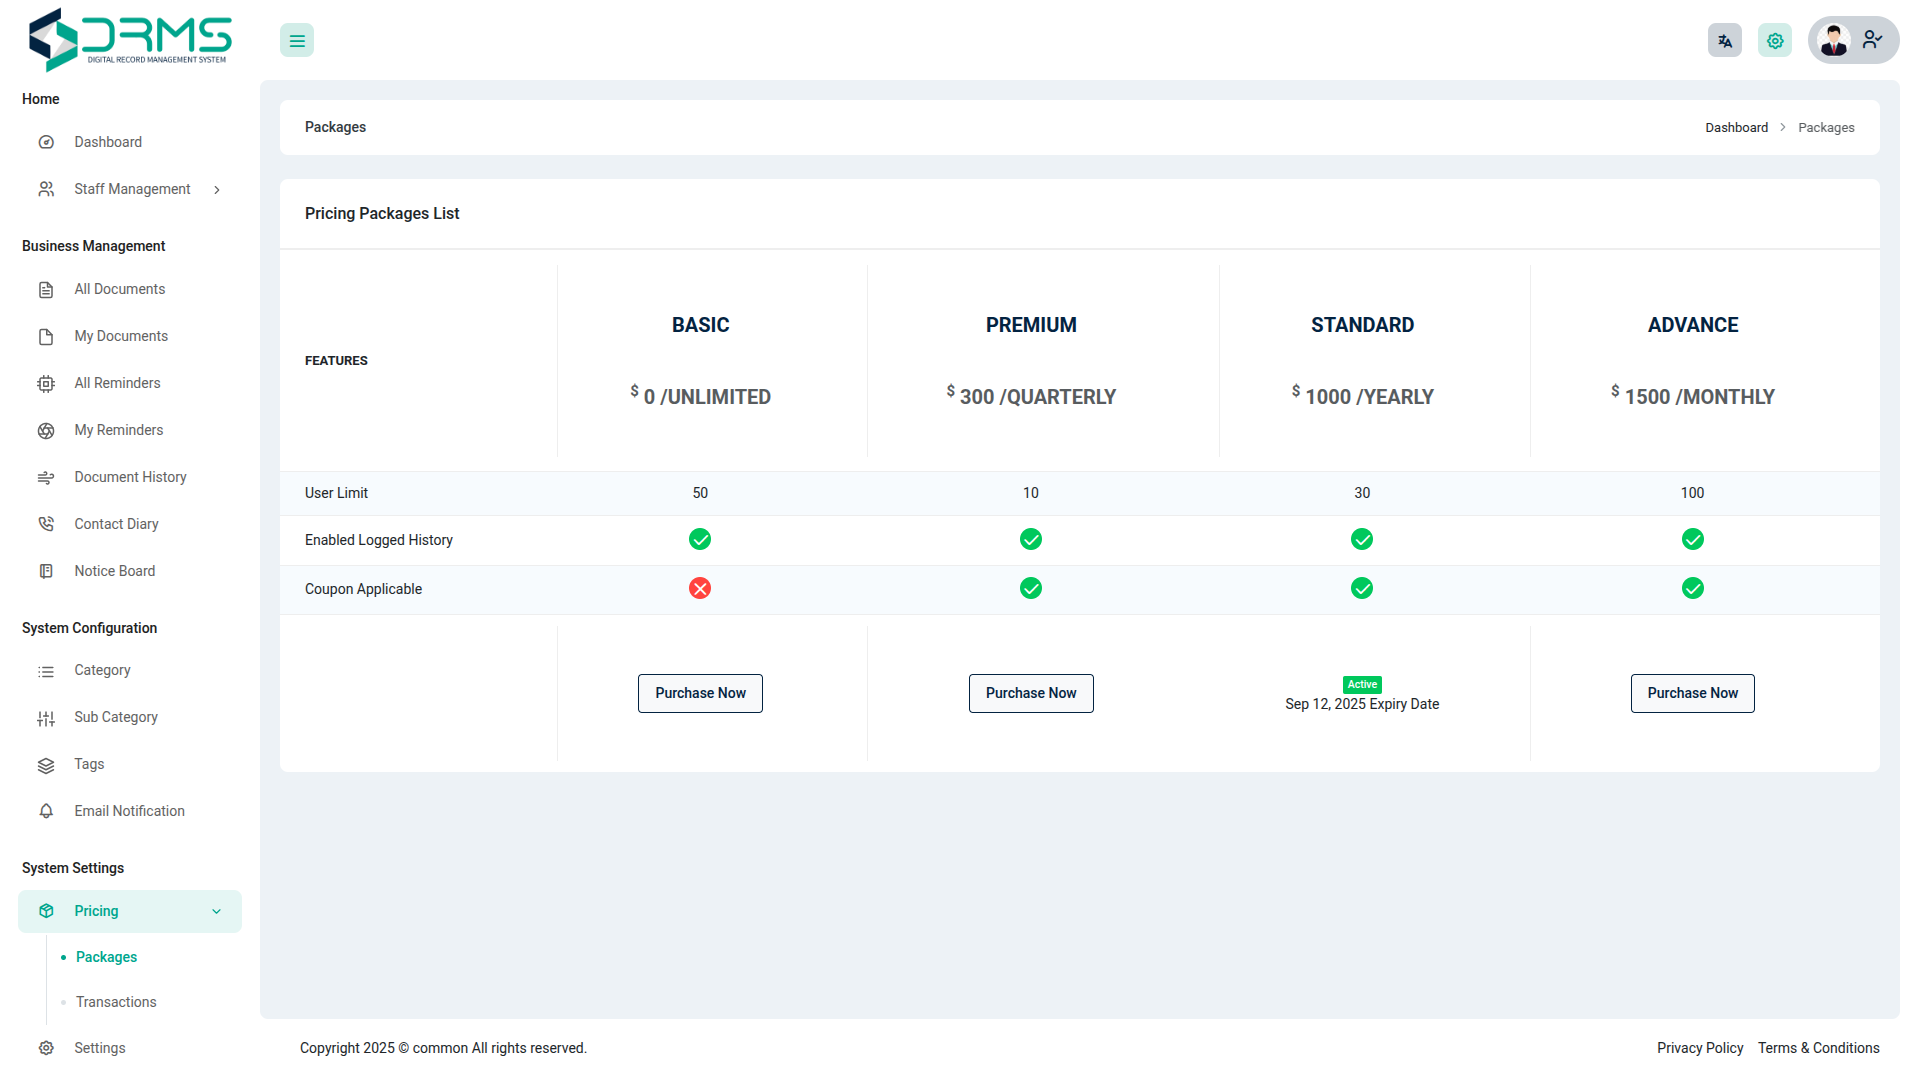 DRMS
DIGITAL RECORD MANAGEMENT SYSTEM
Home
Dashboard
Staff Management
Business Management
All Documents
My Documents
All Reminders
My Reminders
Document History
Contact Diary
Notice Board
System Configuration
Category
Sub Category
Tags
Email Notification
System Settings
Pricing
Packages
Transactions
Settings
Packages
Dashboard > Packages
Pricing Packages List
FEATURES
BASIC
$ 0 /UNLIMITED
PREMIUM
$ 300 /QUARTERLY
STANDARD
$ 1000 /YEARLY
ADVANCE
$ 1500 /MONTHLY
User Limit 50 10 30 100
Enabled Logged History
Coupon Applicable
Purchase Now
Purchase Now
Active
Sep 12, 2025 Expiry Date
Purchase Now
Copyright 2025 © common All rights reserved.
Privacy Policy Terms & Conditions